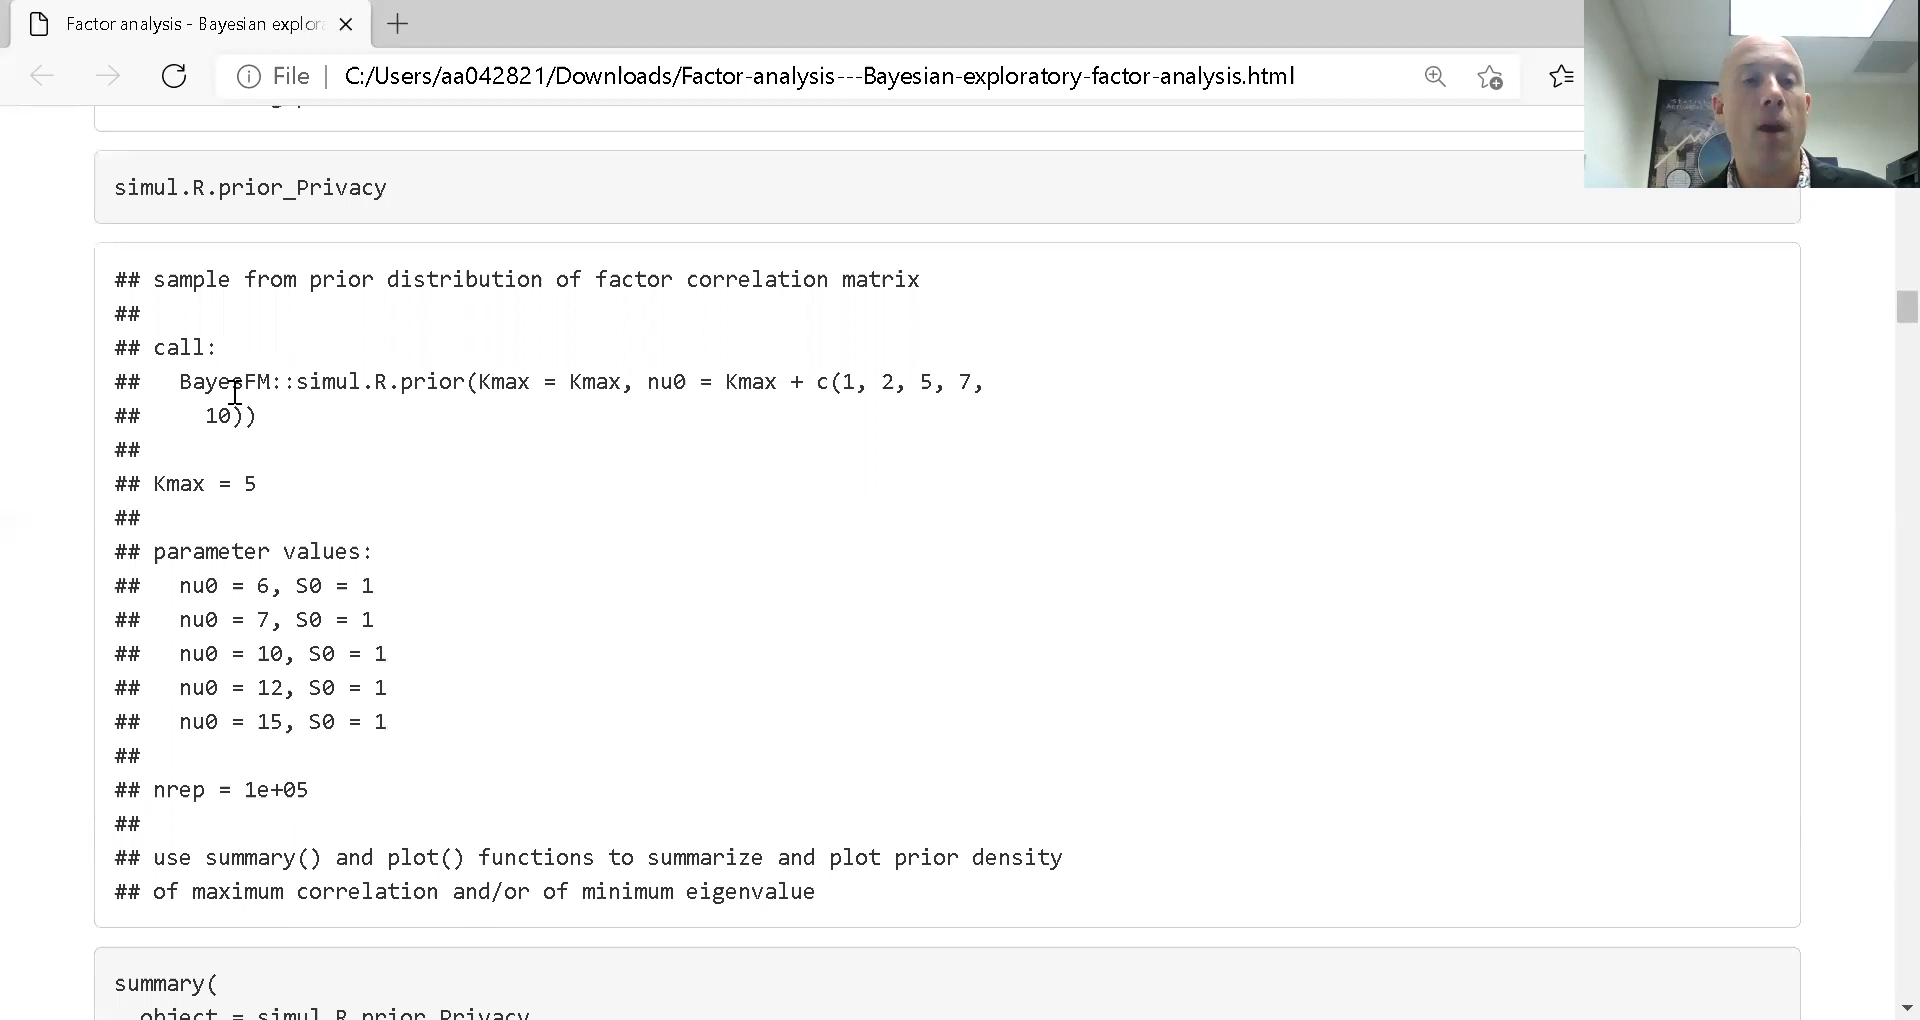 Factor analysis - Bayesian explor
File | C:/Users/aa042821/Downloads/Factor-analysis---Bayesian-exploratory-factor-analysis.html
simul.R.prior_Privacy
## sample from prior distribution of factor correlation matrix
##
## call:
##   BayesFM::simul.R.prior(Kmax = Kmax, nu0 = Kmax + c(1, 2, 5, 7,
##     10))
##
## Kmax = 5
##
## parameter values:
##   nu0 = 6, S0 = 1
##   nu0 = 7, S0 = 1
##   nu0 = 10, S0 = 1
##   nu0 = 12, S0 = 1
##   nu0 = 15, S0 = 1
##
## nrep = 1e+05
##
## use summary() and plot() functions to summarize and plot prior density
## of maximum correlation and/or of minimum eigenvalue
summary(
  object = simul.R.prior_Privacy